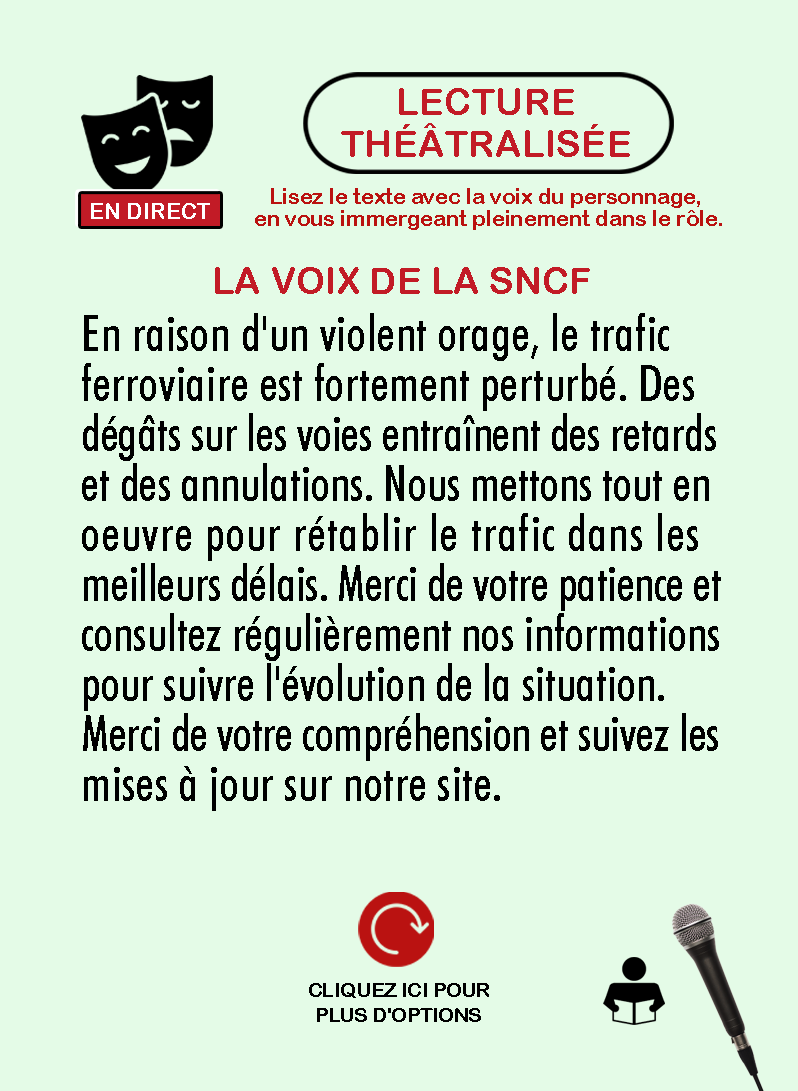 LECTURE
THÉÂTRALISÉE
EN DIRECT
Lisez le texte avec la voix du personnage,
en vous immergeant pleinement dans le rôle.
LA VOIX DE LA SNCF
En raison d'un violent orage, le trafic
ferroviaire est fortement perturbé. Des
dégâts sur les voies entraînent des retards
et des annulations. Nous mettons tout en
oeuvre pour rétablir le trafic dans les
meilleurs délais. Merci de votre patience et
consultez régulièrement nos informations
pour suivre l'évolution de la situation.
Merci de votre compréhension et suivez les
mises à jour sur notre site.
CLIQUEZ ICI POUR
PLUS D'OPTIONS